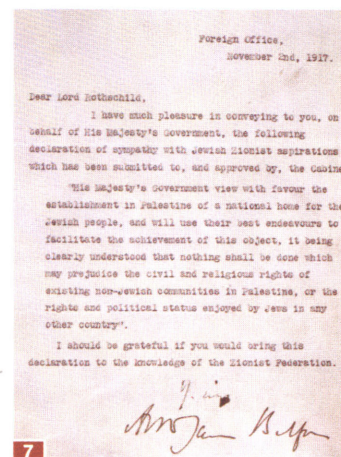 Foreign Office,
November 2nd, 1917.
Dear Lord Rothschild,
I have much pleasure in conveying to you, on
behalf of His Majesty's Government, the following
declaration of sympathy with Jewish Zionist aspirations
which has been submitted to, and approved by, the Cabine
"His Majesty's Government view with favour the
establishment in Palestine of a national home for the
Jewish people, and will use their best endeavours to
facilitate the achievement of this object, it being
clearly understood that nothing shall be done which
may prejudice the civil and religious rights of
existing non-Jewish communities in Palestine, or the
rights and political status enjoyed by Jews in any
other country".
I should be grateful if you would bring this
declaration to the knowledge of the Zionist Federation.
7